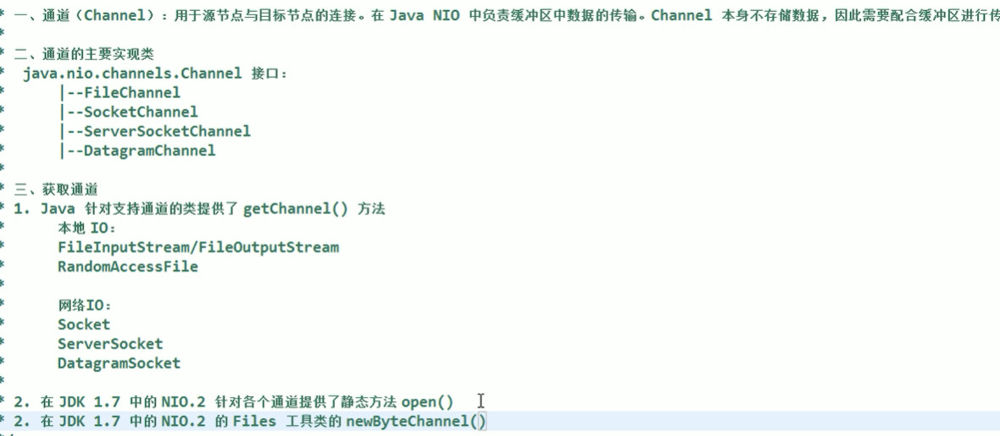 * 一、通道（Channel）：用于源节点与目标节点的连接。在 Java NIO 中负责缓冲区中数据的传输。Channel 本身不存储数据，因此需要配合缓冲区进行传
*
* 二、通道的主要实现类
* java.nio.channels.Channel 接口：
* |--FileChannel
* |--SocketChannel
* |--ServerSocketChannel
* |--DatagramChannel
*
* 三、获取通道
* 1. Java 针对支持通道的类提供了 getChannel() 方法
* 本地 IO：
* FileInputStream/FileOutputStream
* RandomAccessFile
*
* 网络IO：
* Socket
* ServerSocket
* DatagramSocket
*
* 2. 在 JDK 1.7 中的 NIO.2 针对各个通道提供了静态方法 open()
* 2. 在 JDK 1.7 中的 NIO.2 的 Files 工具类的 newByteChannel()